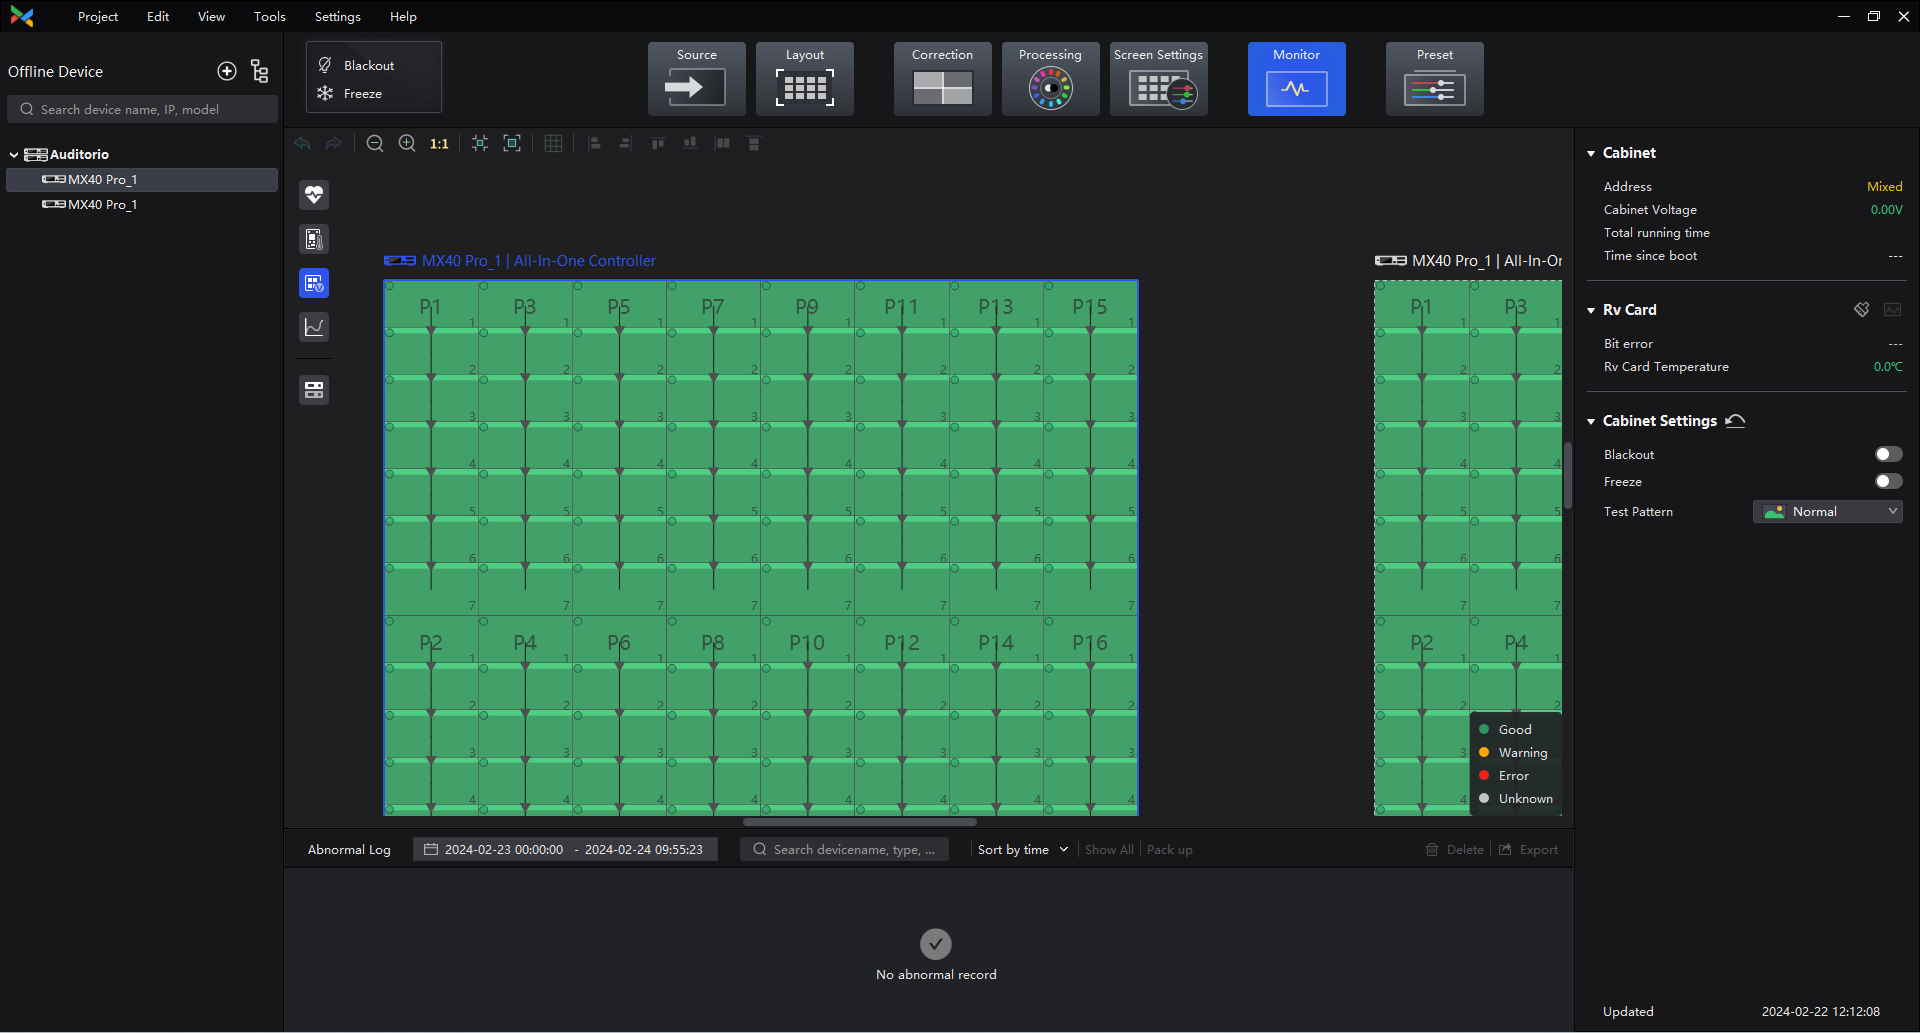 Project Edit View Tools Settings Help
Offline Device
Search device name, IP, model
Auditorio
MX40 Pro_1
MX40 Pro_1
Blackout
Freeze
Source
Layout
Correction
Processing
Screen Settings
Monitor
Preset
1:1
MX40 Pro_1 | All-In-One Controller
P1 P3 P5 P7 P9 P11 P13 P15
1 1 1 1 1 1 1 1
2 2 2 2 2 2 2 2
3 3 3 3 3 3 3 3
4 4 4 4 4 4 4 4
5 5 5 5 5 5 5 5
6 6 6 6 6 6 6 6
7 7 7 7 7 7 7 7
P2 P4 P6 P8 P10 P12 P14 P16
1 1 1 1 1 1 1 1
2 2 2 2 2 2 2 2
3 3 3 3 3 3 3 3
4 4 4 4 4 4 4 4
MX40 Pro_1 | All-In-Or
P1 P3
1 1
2 2
3 3
4 4
5 5
6 6
7 7
P2 P4
1 1
2 2
3
4
Good
Warning
Error
Unknown
Abnormal Log
2024-02-23 00:00:00 - 2024-02-24 09:55:23
Search devicename, type, ...
Sort by time
Show All
Pack up
Delete
Export
No abnormal record
Cabinet
Address Mixed
Cabinet Voltage 0.00V
Total running time
Time since boot ---
Rv Card
Bit error ---
Rv Card Temperature 0.0℃
Cabinet Settings
Blackout
Freeze
Test Pattern Normal
Updated 2024-02-22 12:12:08